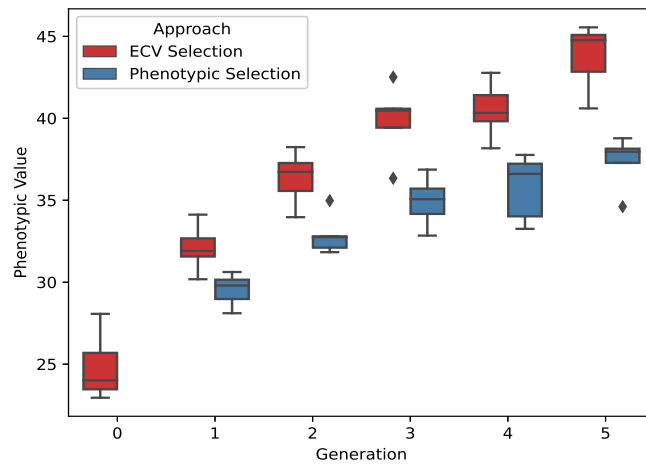 Approach
ECV Selection
Phenotypic Selection
Phenotypic Value
45
40
35
30
25
0 1 2 3 4 5
Generation